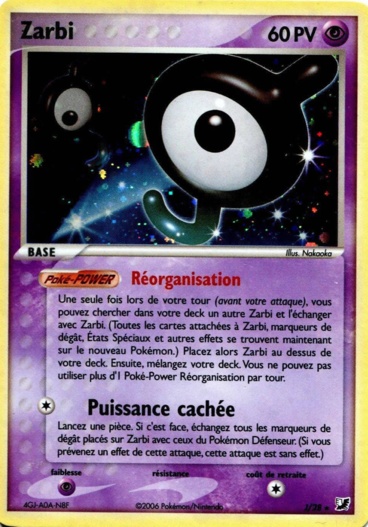 Zarbi 60 PV
BASE Illus. Nakaoka
Poké-POWER Réorganisation
Une seule fois lors de votre tour (avant votre attaque), vous
pouvez chercher dans votre deck un autre Zarbi et l'échanger
avec Zarbi. (Toutes les cartes attachées à Zarbi, marqueurs de
dégât, États Spéciaux et autres effets se trouvent maintenant
sur le nouveau Pokémon.) Placez alors Zarbi au dessus de
votre deck. Ensuite, mélangez votre deck. Vous ne pouvez pas
utiliser plus d'1 Poké-Power Réorganisation par tour.
Puissance cachée
Lancez une pièce. Si c'est face, échangez tous les marqueurs de
dégât placés sur Zarbi avec ceux du Pokémon Défenseur. (Si vous
prévenez un effet de cette attaque, cette attaque est sans effet.)
faiblesse résistance coût de retraite
4GJ-A0A-NBF ©2006 Pokémon/Nintendo